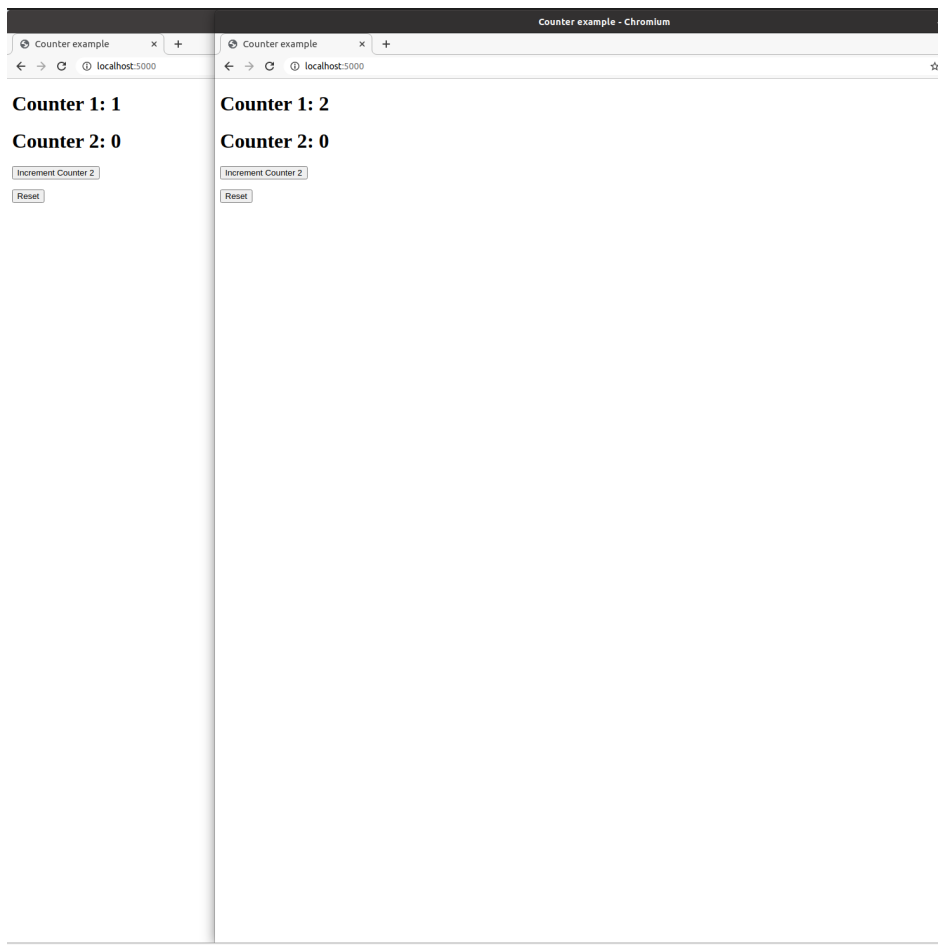 Counter example - Chromium
Counter example × +
localhost:5000
Counter 1: 1
Counter 2: 0
Increment Counter 2
Reset
Counter example × +
localhost:5000
Counter 1: 2
Counter 2: 0
Increment Counter 2
Reset